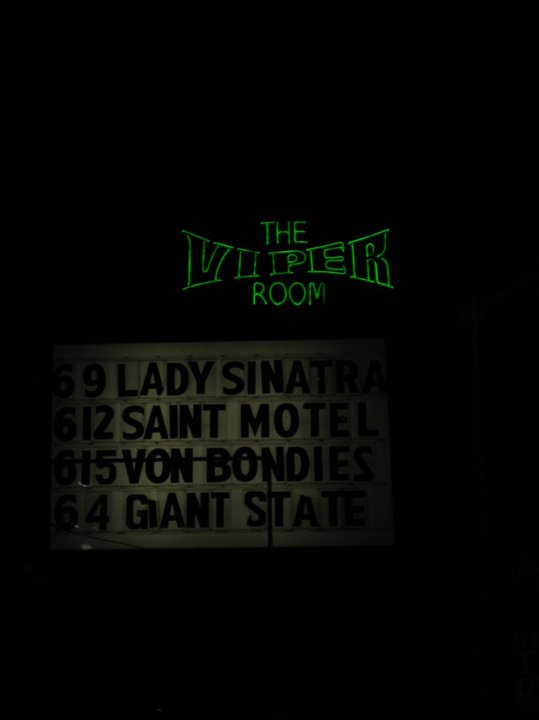 THE
VIPER
ROOM
6 9 LADY SINATRA
6 12 SAINT MOTEL
6 15 VON BONDIES
6 4 GIANT STATE